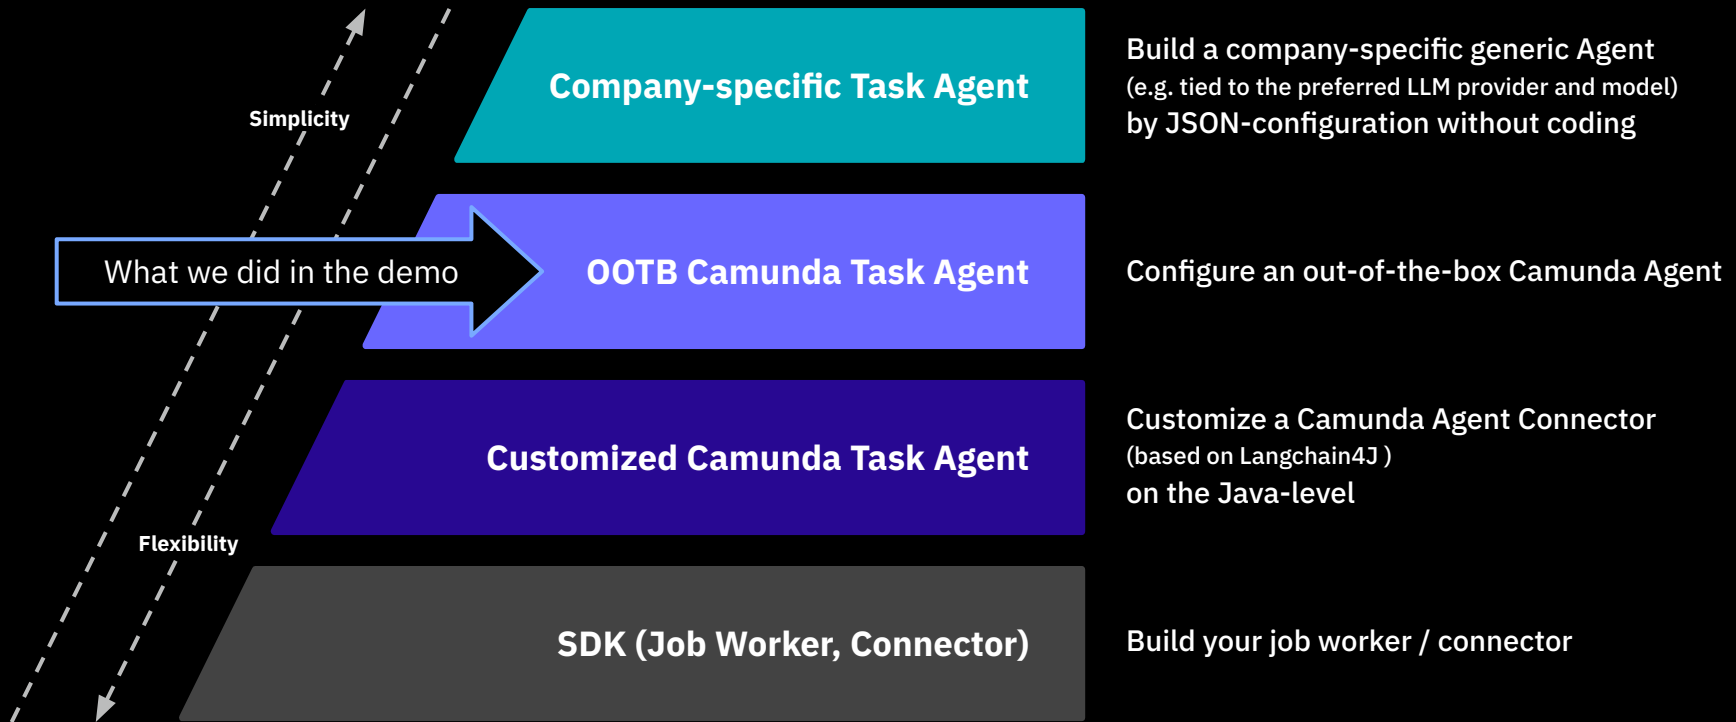 Company-specific Task Agent
Build a company-specific generic Agent
(e.g. tied to the preferred LLM provider and model)
by JSON-configuration without coding
Simplicity
What we did in the demo
OOTB Camunda Task Agent
Configure an out-of-the-box Camunda Agent
Customized Camunda Task Agent
Customize a Camunda Agent Connector
(based on Langchain4J )
on the Java-level
Flexibility
SDK (Job Worker, Connector)
Build your job worker / connector